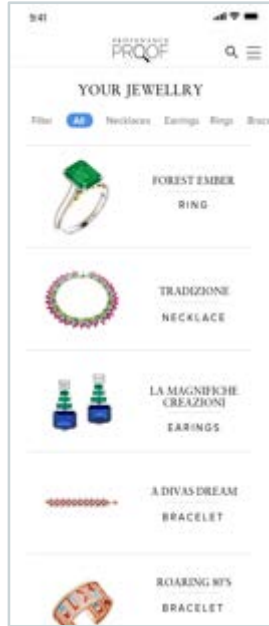 9:41
PROVENANCE
PROOF
YOUR JEWELLRY
Filter All Necklaces Earings Rings Brac
FOREST EMBER
RING
TRADIZIONE
NECKLACE
LA MAGNIFICHE
CREAZIONI
EARINGS
A DIVAS DREAM
BRACELET
ROARING 80'S
BRACELET